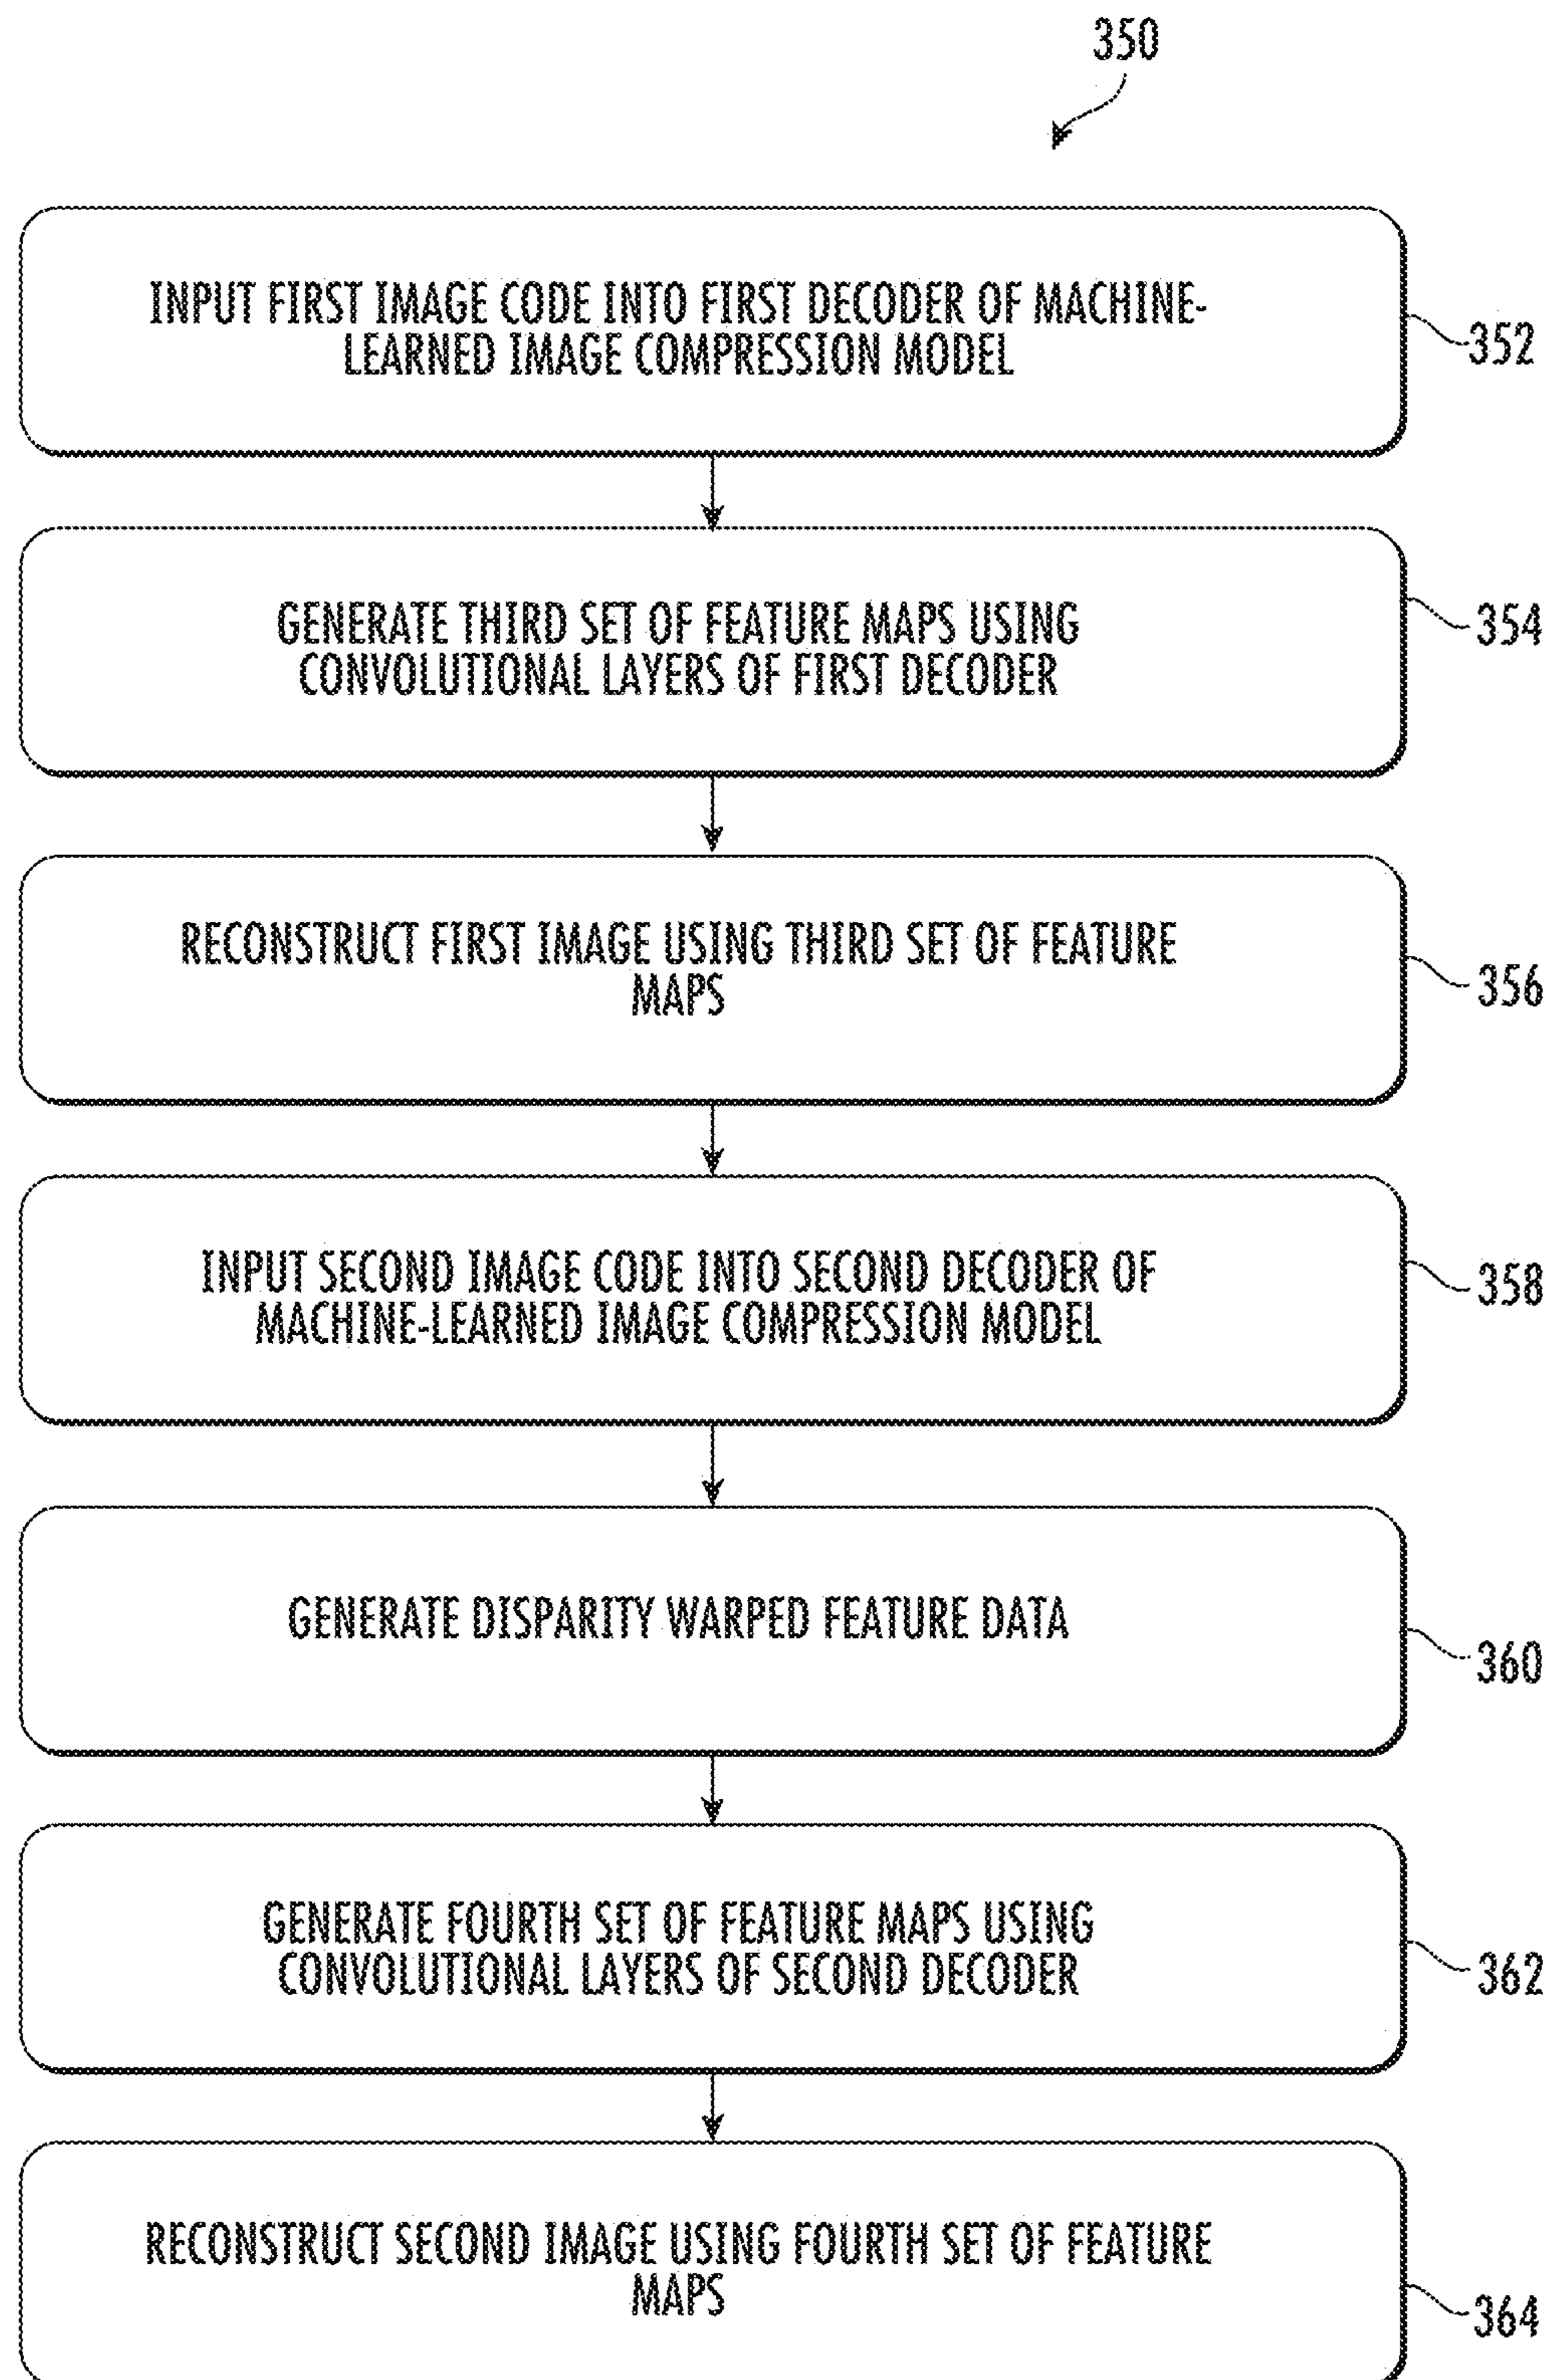 350
INPUT FIRST IMAGE CODE INTO FIRST DECODER OF MACHINE-
LEARNED IMAGE COMPRESSION MODEL
352
GENERATE THIRD SET OF FEATURE MAPS USING
CONVOLUTIONAL LAYERS OF FIRST DECODER
354
RECONSTRUCT FIRST IMAGE USING THIRD SET OF FEATURE
MAPS
356
INPUT SECOND IMAGE CODE INTO SECOND DECODER OF
MACHINE-LEARNED IMAGE COMPRESSION MODEL
358
GENERATE DISPARITY WARPED FEATURE DATA
360
GENERATE FOURTH SET OF FEATURE MAPS USING
CONVOLUTIONAL LAYERS OF SECOND DECODER
362
RECONSTRUCT SECOND IMAGE USING FOURTH SET OF FEATURE
MAPS
364